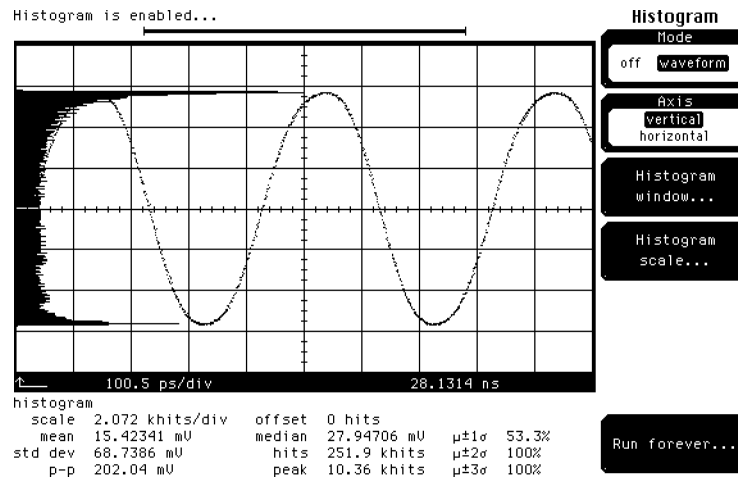 Histogram is enabled...
Histogram
Mode
off waveform
Axis
vertical
horizontal
Histogram
window...
Histogram
scale...
100.5 ps/div 28.1314 ns
histogram
scale 2.072 khits/div offset 0 hits
mean 15.42341 mV median 27.94706 mV µ±1σ 53.3%
std dev 68.7386 mV hits 251.9 khits µ±2σ 100%
p-p 202.04 mV peak 10.36 khits µ±3σ 100%
Run forever...